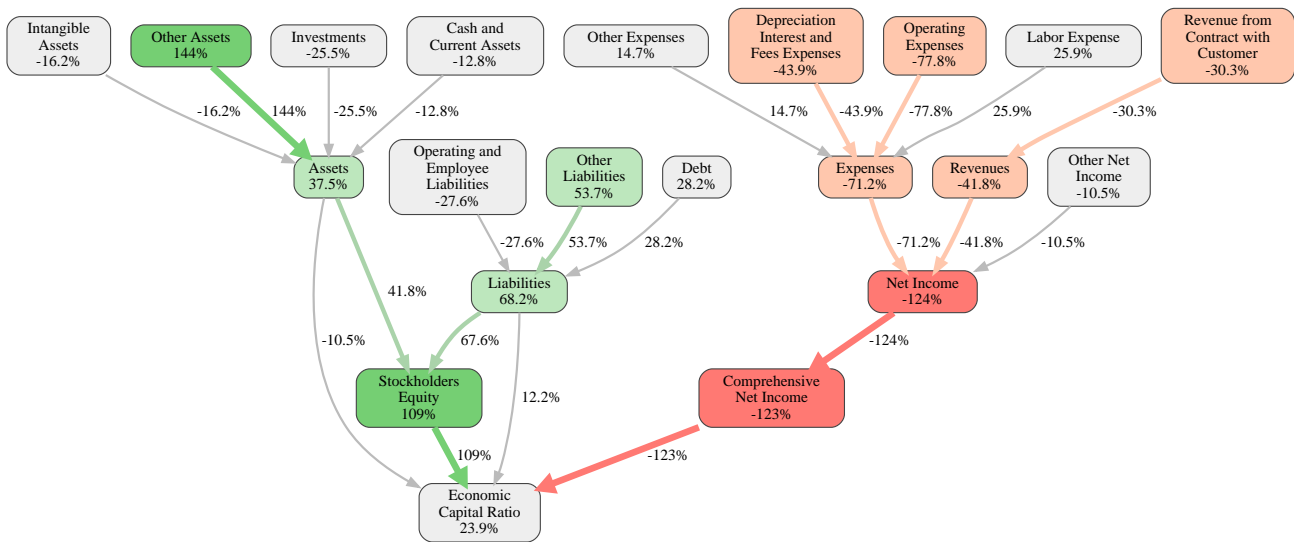 Intangible
Assets
-16.2%
Other Assets
144%
Investments
-25.5%
Cash and
Current Assets
-12.8%
Other Expenses
14.7%
Depreciation
Interest and
Fees Expenses
-43.9%
Operating
Expenses
-77.8%
Labor Expense
25.9%
Revenue from
Contract with
Customer
-30.3%
-16.2%
144%
-25.5%
-12.8%
14.7%
-43.9%
-77.8%
25.9%
-30.3%
Assets
37.5%
Operating and
Employee
Liabilities
-27.6%
Other
Liabilities
53.7%
Debt
28.2%
Expenses
-71.2%
Revenues
-41.8%
Other Net
Income
-10.5%
-27.6%
53.7%
28.2%
-71.2%
-41.8%
-10.5%
Liabilities
68.2%
Net Income
-124%
41.8%
-10.5%
67.6%
-124%
Stockholders
Equity
109%
12.2%
Comprehensive
Net Income
-123%
109%
-123%
Economic
Capital Ratio
23.9%